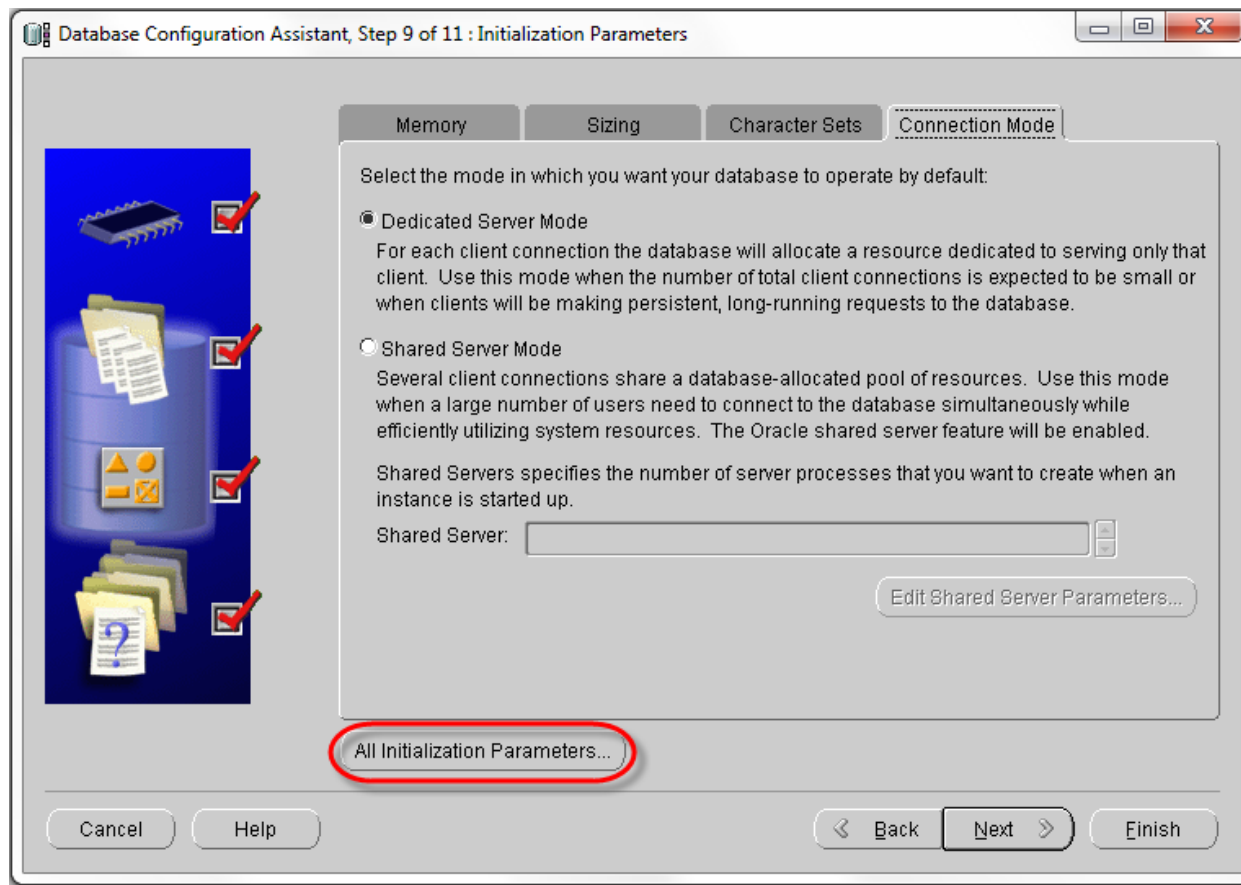 Database Configuration Assistant, Step 9 of 11 : Initialization Parameters
Memory
Sizing
Character Sets
Connection Mode
Select the mode in which you want your database to operate by default:
Dedicated Server Mode
For each client connection the database will allocate a resource dedicated to serving only that
client. Use this mode when the number of total client connections is expected to be small or
when clients will be making persistent, long-running requests to the database.
Shared Server Mode
Several client connections share a database-allocated pool of resources. Use this mode
when a large number of users need to connect to the database simultaneously while
efficiently utilizing system resources. The Oracle shared server feature will be enabled.
Shared Servers specifies the number of server processes that you want to create when an
instance is started up.
Shared Server:
Edit Shared Server Parameters...
?
All Initialization Parameters...
Cancel
Help
Back
Next
Finish